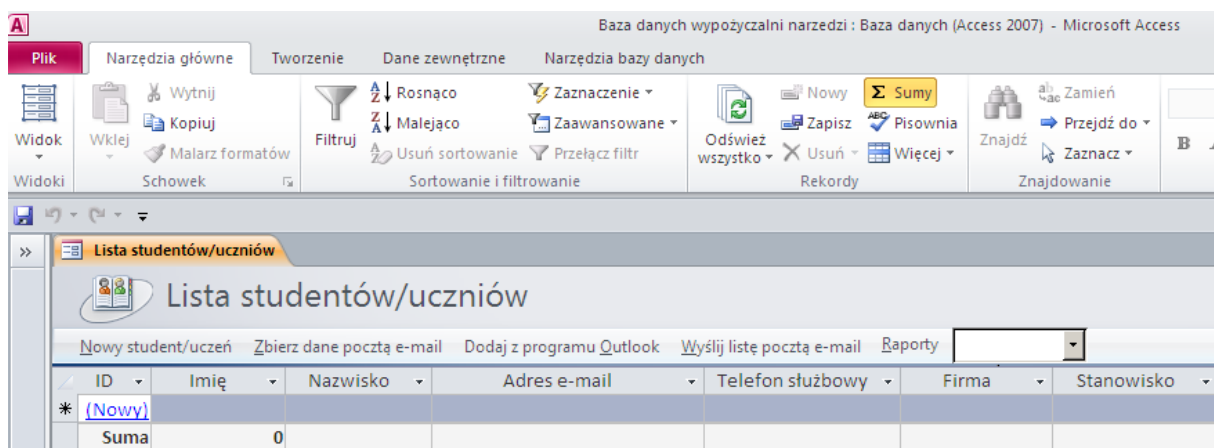 A
Baza danych wypożyczalni narzedzi : Baza danych (Access 2007) - Microsoft Access
Plik Narzędzia główne Tworzenie Dane zewnętrzne Narzędzia bazy danych
Wytnij A Z Rosnąco Zaznaczenie Nowy Σ Sumy ab ac Zamień
Widok Wklej Kopiuj Filtruj Z A Malejąco Zaawansowane Odśwież wszystko Zapisz ABC Pisownia Znajdź Przejdź do B
Malarz formatów A Z Usuń sortowanie Przełącz filtr Usuń Więcej Zaznacz
Widoki Schowek Sortowanie i filtrowanie Rekordy Znajdowanie
» Lista studentów/uczniów
Lista studentów/uczniów
Nowy student/uczeń Zbierz dane pocztą e-mail Dodaj z programu Outlook Wyślij listę pocztą e-mail Raporty
ID Imię Nazwisko Adres e-mail Telefon służbowy Firma Stanowisko
* (Nowy)
Suma 0